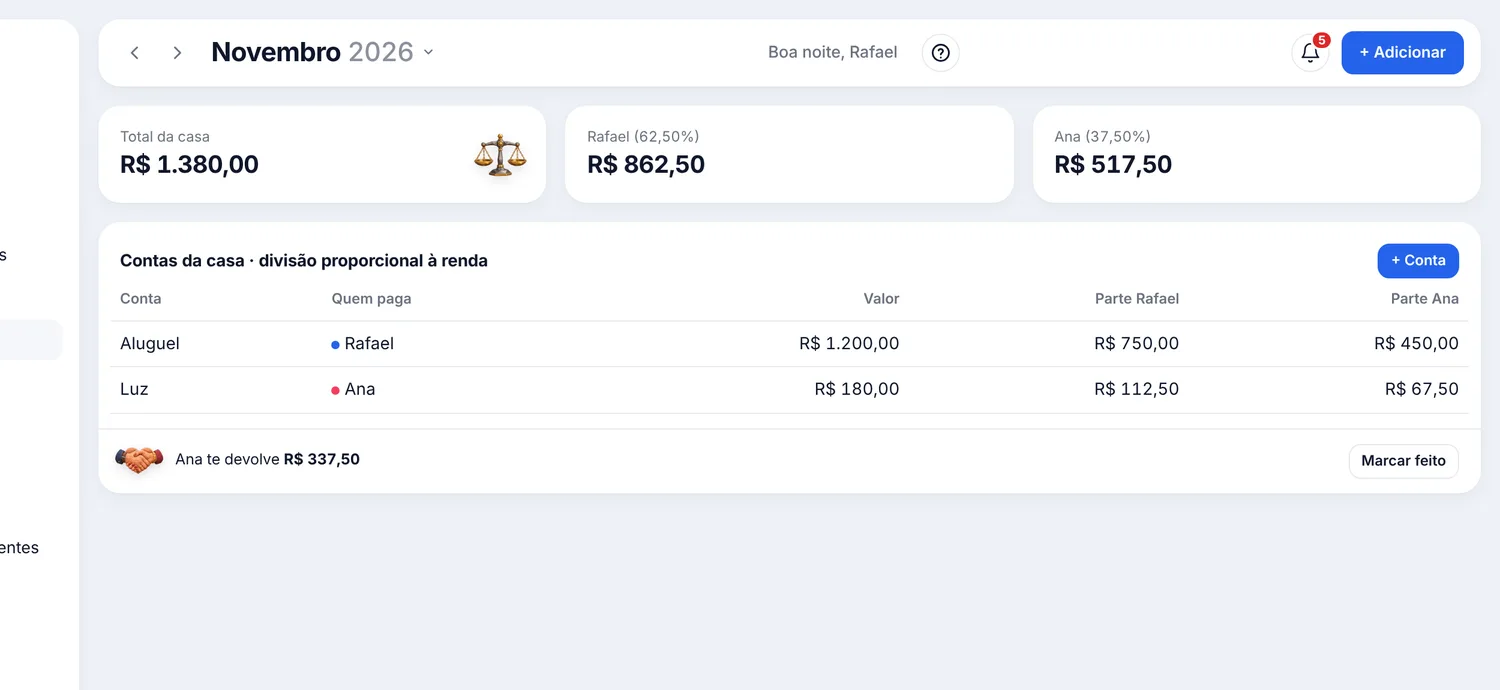 Novembro 2026
Boa noite, Rafael
5
+ Adicionar
Total da casa
R$ 1.380,00
Rafael (62,50%)
R$ 862,50
Ana (37,50%)
R$ 517,50
s
entes
Contas da casa · divisão proporcional à renda
+ Conta
Conta Quem paga Valor Parte Rafael Parte Ana
Aluguel Rafael R$ 1.200,00 R$ 750,00 R$ 450,00
Luz Ana R$ 180,00 R$ 112,50 R$ 67,50
Ana te devolve R$ 337,50
Marcar feito